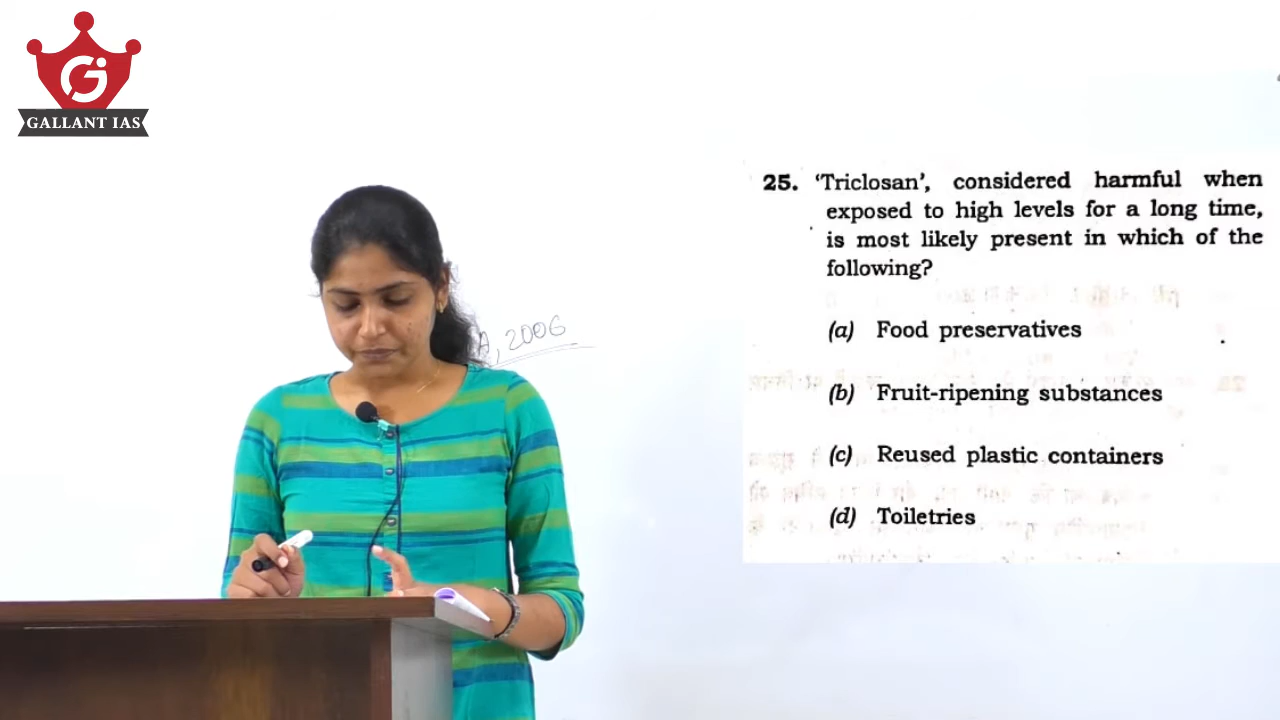 GALLANT IAS
A, 2006
25. ‘Triclosan’, considered harmful when
exposed to high levels for a long time,
is most likely present in which of the
following?
(a) Food preservatives
(b) Fruit-ripening substances
(c) Reused plastic containers
(d) Toiletries